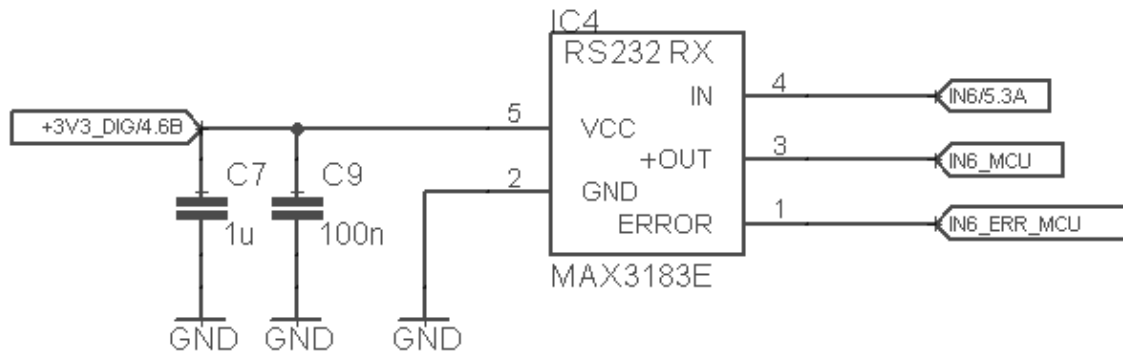 IC4
RS232 RX
4
IN
IN6/5.3A
+3V3_DIG/4.6B
5
VCC
3
+OUT
IN6_MCU
C7
C9
2
GND
1
ERROR
IN6_ERR_MCU
1u
100n
MAX3183E
GND
GND
GND